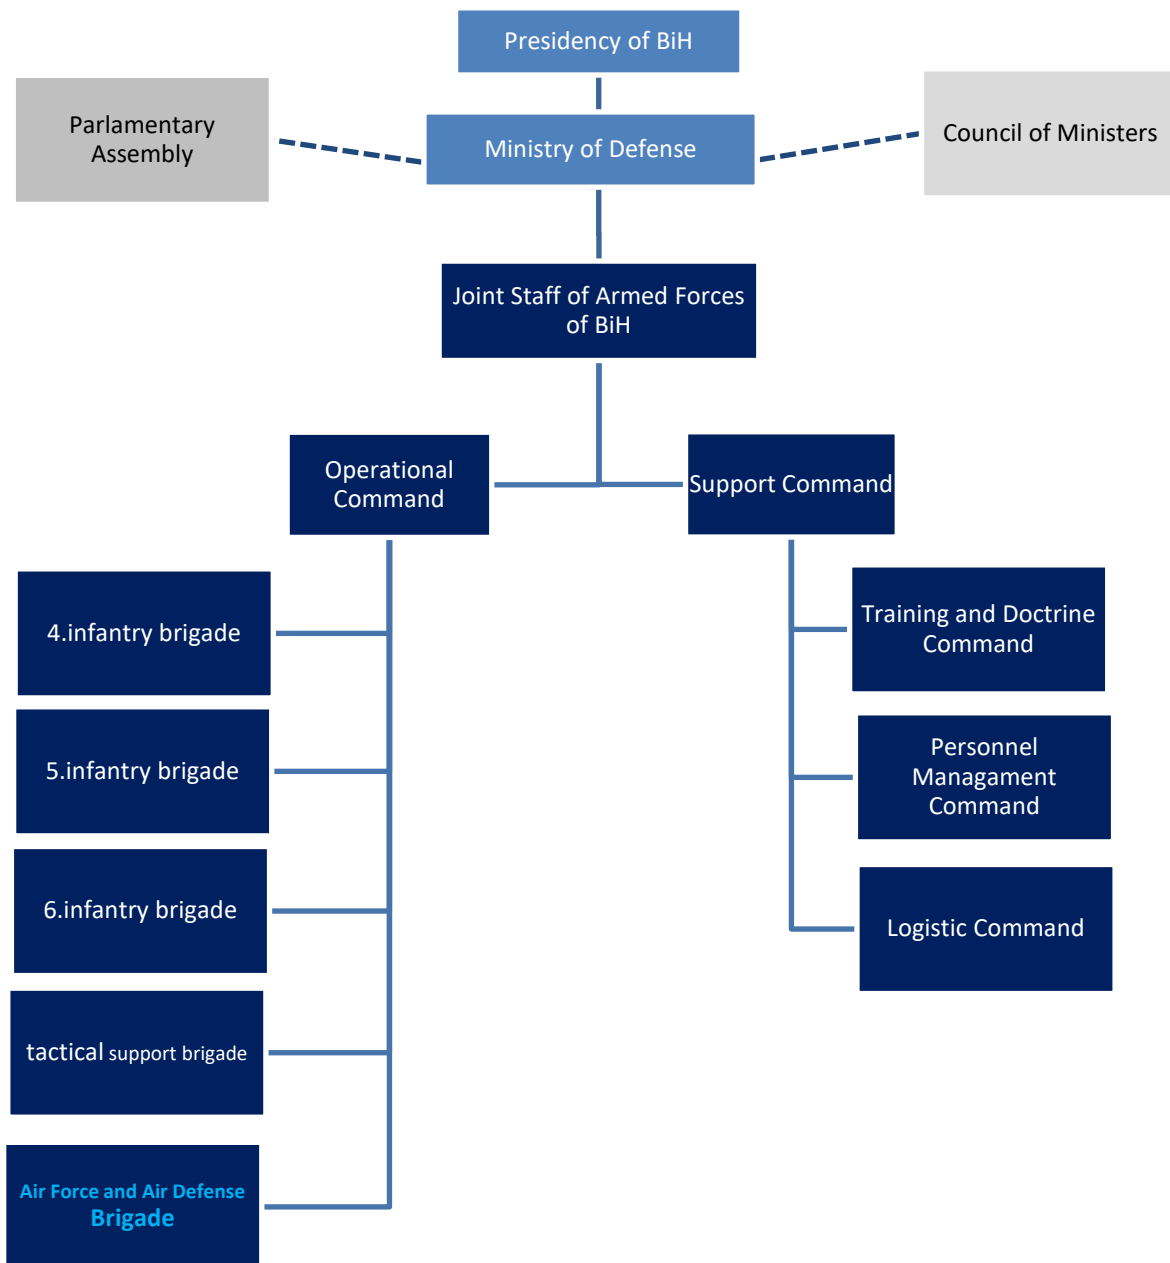 Presidency of BiH
Parlamentary
Assembly
Ministry of Defense
Council of Ministers
Joint Staff of Armed Forces
of BiH
Operational
Command
Support Command
4.infantry brigade
5.infantry brigade
6.infantry brigade
tactical support brigade
Air Force and Air Defense
Brigade
Training and Doctrine
Command
Personnel
Managament
Command
Logistic Command